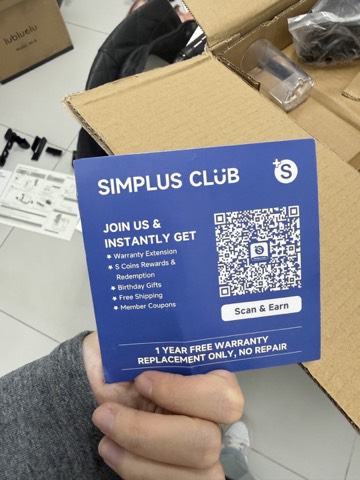 lubluelu
SIMPLUS CLUB
S
JOIN US &
INSTANTLY GET
★ Warranty Extension
★ S Coins Rewards &
Redemption
★ Birthday Gifts
★ Free Shipping
★ Member Coupons
Scan & Earn
1 YEAR FREE WARRANTY
REPLACEMENT ONLY, NO REPAIR